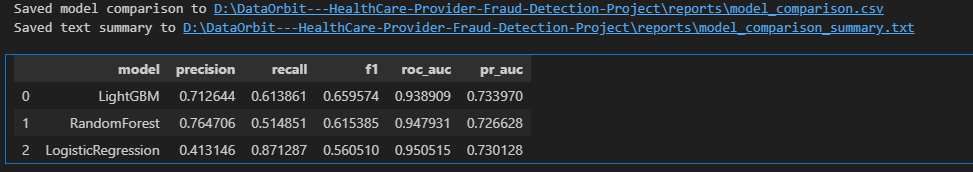 Saved model comparison to D:\DataOrbit---HealthCare-Provider-Fraud-Detection-Project\reports\model_comparison.csv
Saved text summary to D:\DataOrbit---HealthCare-Provider-Fraud-Detection-Project\reports\model_comparison_summary.txt
model precision recall f1 roc_auc pr_auc
0 LightGBM 0.712644 0.613861 0.659574 0.938909 0.733970
1 RandomForest 0.764706 0.514851 0.615385 0.947931 0.726628
2 LogisticRegression 0.413146 0.871287 0.560510 0.950515 0.730128